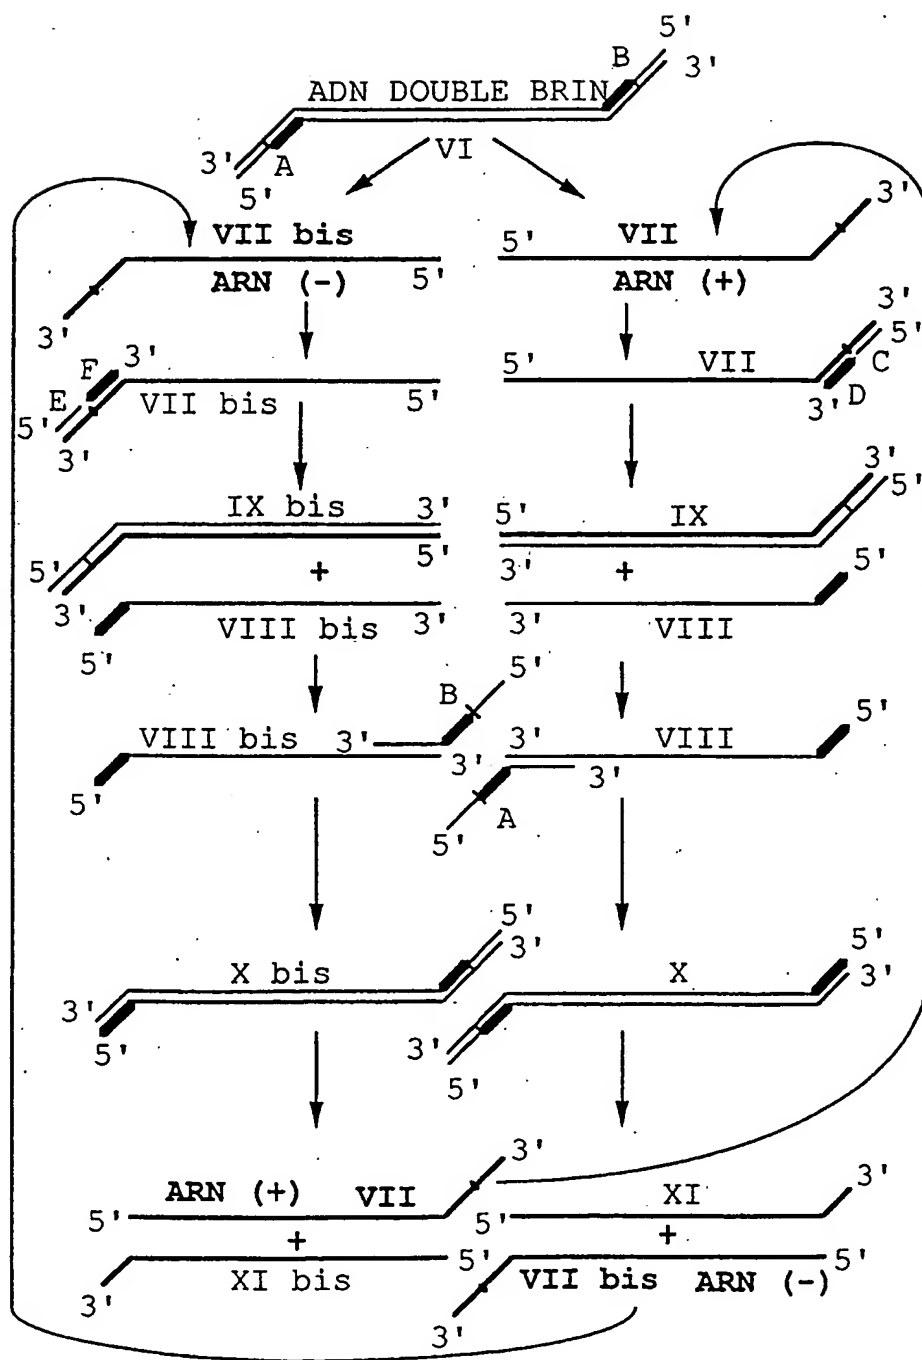 5'
B
3'
ADN DOUBLE BRIN
3'
A
5'
VI
3'
VII bis
5'
VII
ARN (-)
5'
ARN (+)
3'
3'
3'
5'
F
5'
VII
C
E
VII bis
5'
3'
D
5'
3'
IX bis
3'
5'
IX
3'
5'
5'
5'
3'
+
3'
+
5'
VIII bis
3'
3'
VIII
5'
5'
B
VIII bis
3'
3'
3'
VIII
5'
3'
5'
A
5'
5'
3'
5'
X bis
X
3'
3'
5'
3'
5'
3'
ARN (+)
VII
3'
XI
5'
5'
+
+
XI bis
5'
VII bis
ARN (-)
5'
3'
3'